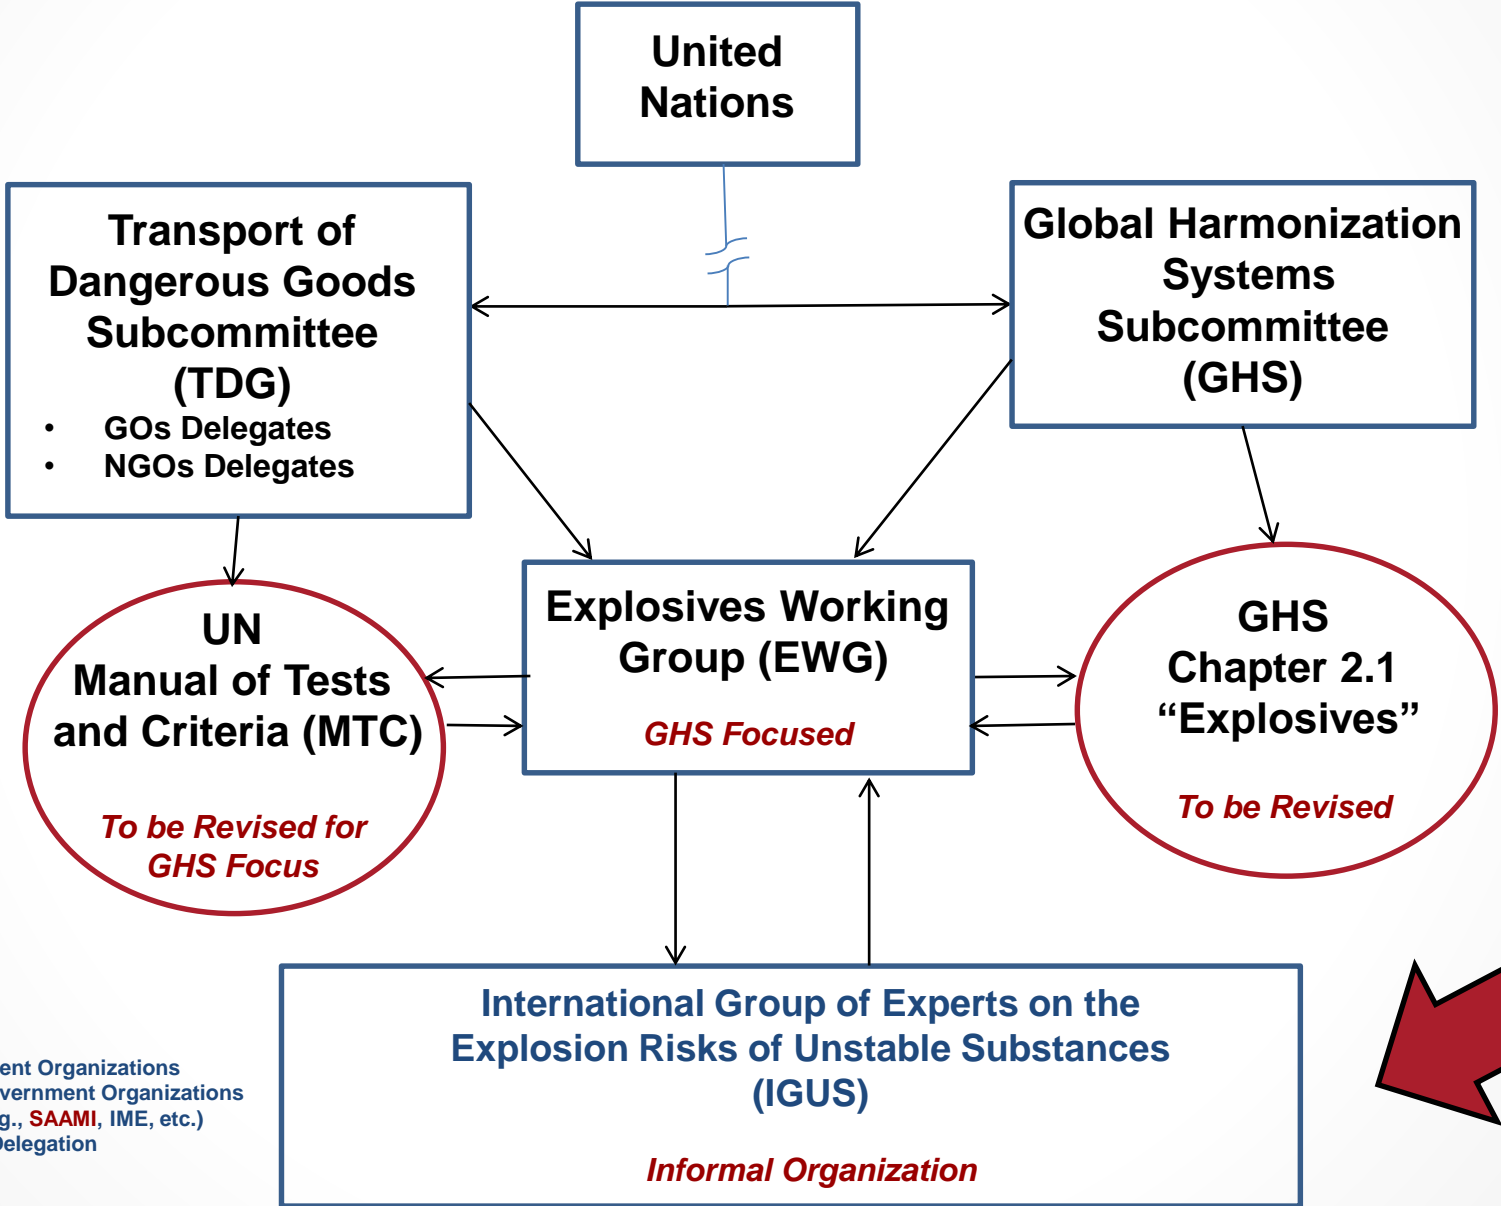 United
Nations
Transport of
Dangerous Goods
Subcommittee
(TDG)
• GOs Delegates
• NGOs Delegates
Global Harmonization
Systems
Subcommittee
(GHS)
UN
Manual of Tests
and Criteria (MTC)
To be Revised for
GHS Focus
Explosives Working
Group (EWG)
GHS Focused
GHS
Chapter 2.1
“Explosives”
To be Revised
International Group of Experts on the
Explosion Risks of Unstable Substances
(IGUS)
Informal Organization
Organizations
Organizations
SAAMI, IME, etc.)
Delegation